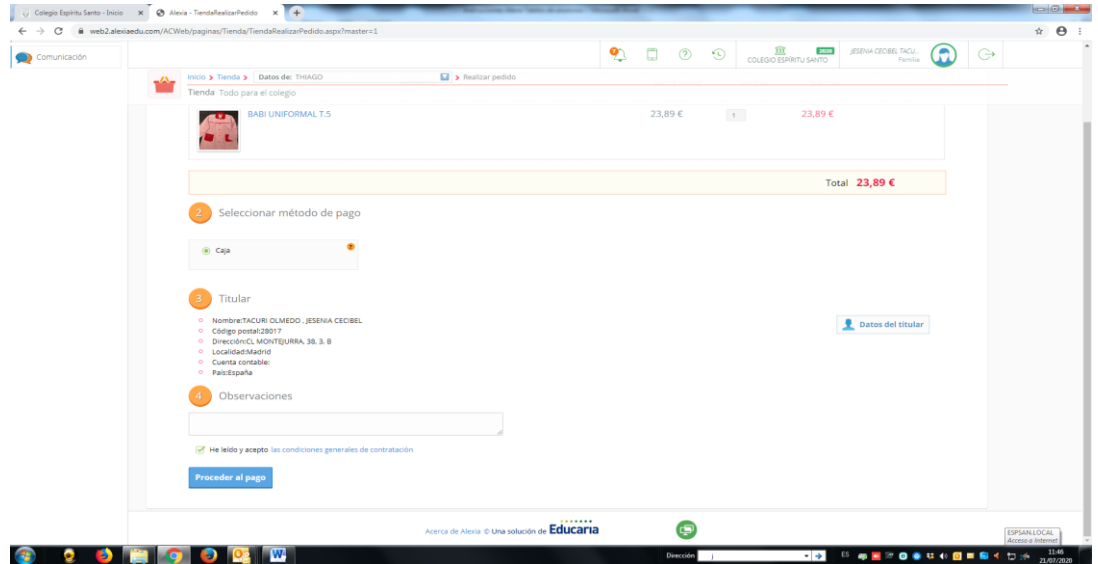 Colegio Espíritu Santo - Inicio
Alexia - TiendaRealizarPedido
web2.alexiaedu.com/ACWeb/paginas/Tienda/TiendaRealizarPedido.aspx?master=1
Comunicación
2020
COLEGIO ESPÍRITU SANTO
JESENIA CECIBEL TACU...
Familia
Inicio > Tienda > Datos de: THIAGO > Realizar pedido
Tienda Todo para el colegio
BABI UNIFORMAL T.5 23,89 € 1 23,89 €
Total 23,89 €
2 Seleccionar método de pago
Caja
3 Titular
Nombre:TACURI OLMEDO , JESENIA CECIBEL
Código postal:28017
Dirección:CL MONTEJURRA, 38, 3, B
Localidad:Madrid
Cuenta contable:
País:España
Datos del titular
4 Observaciones
He leído y acepto las condiciones generales de contratación
Proceder al pago
Acerca de Alexia © Una solución de Educaria
ESPSAN.LOCAL
Acceso a Internet
Dirección j
ES
11:46
21/07/2020